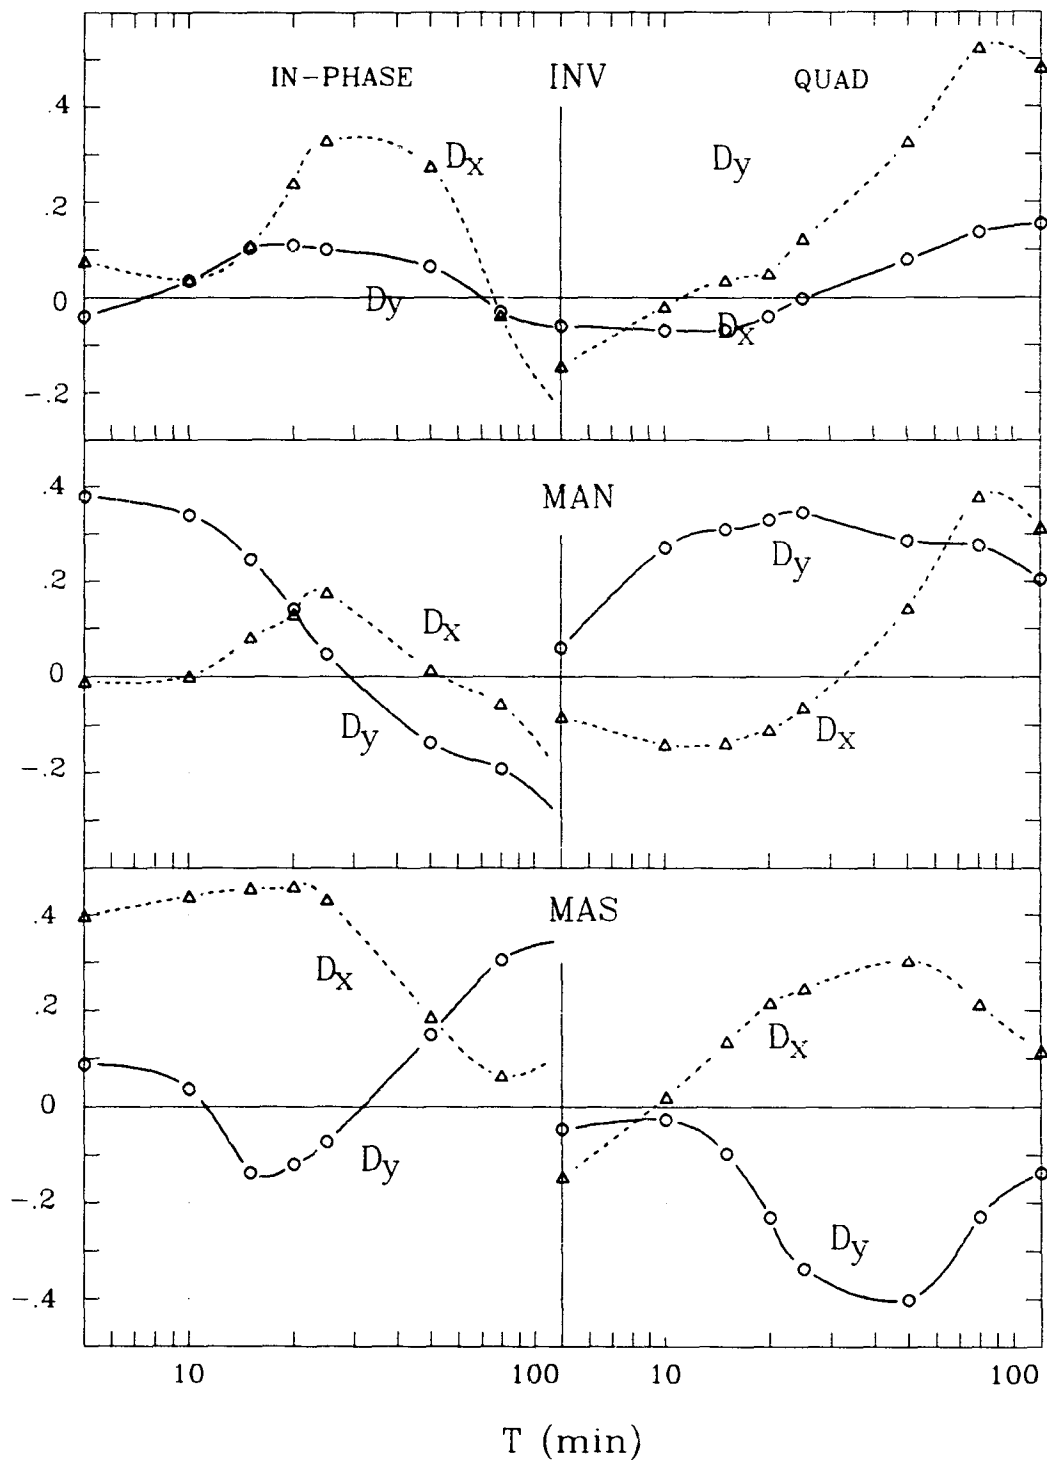 IN-PHASE INV QUAD
.4
Dx
Dy
.2
0
Dy
Dx
-.2
.4
MAN
Dy
.2
Dx
0
Dy
Dx
-.2
.4
MAS
Dx
.2
Dx
0
Dy
-.2
Dy
-.4
10 100 10 100
T (min)